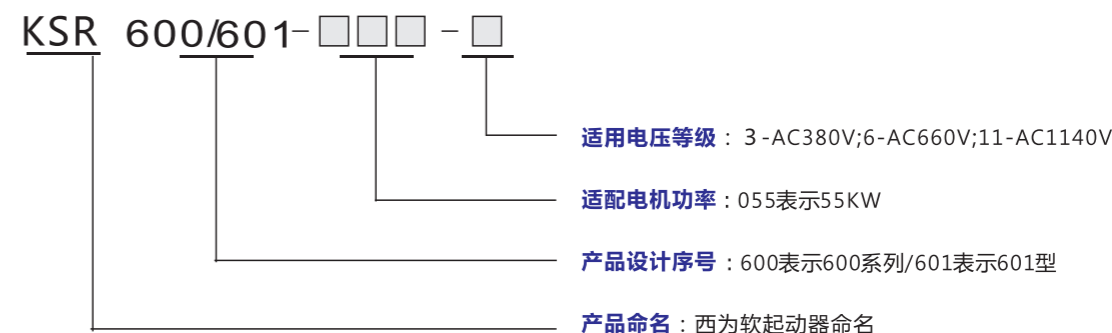 KSR 600/601-□□□-□
适用电压等级：3-AC380V;6-AC660V;11-AC1140V
适配电机功率：055表示55KW
产品设计序号：600表示600系列/601表示601型
产品命名：西为软起动器命名